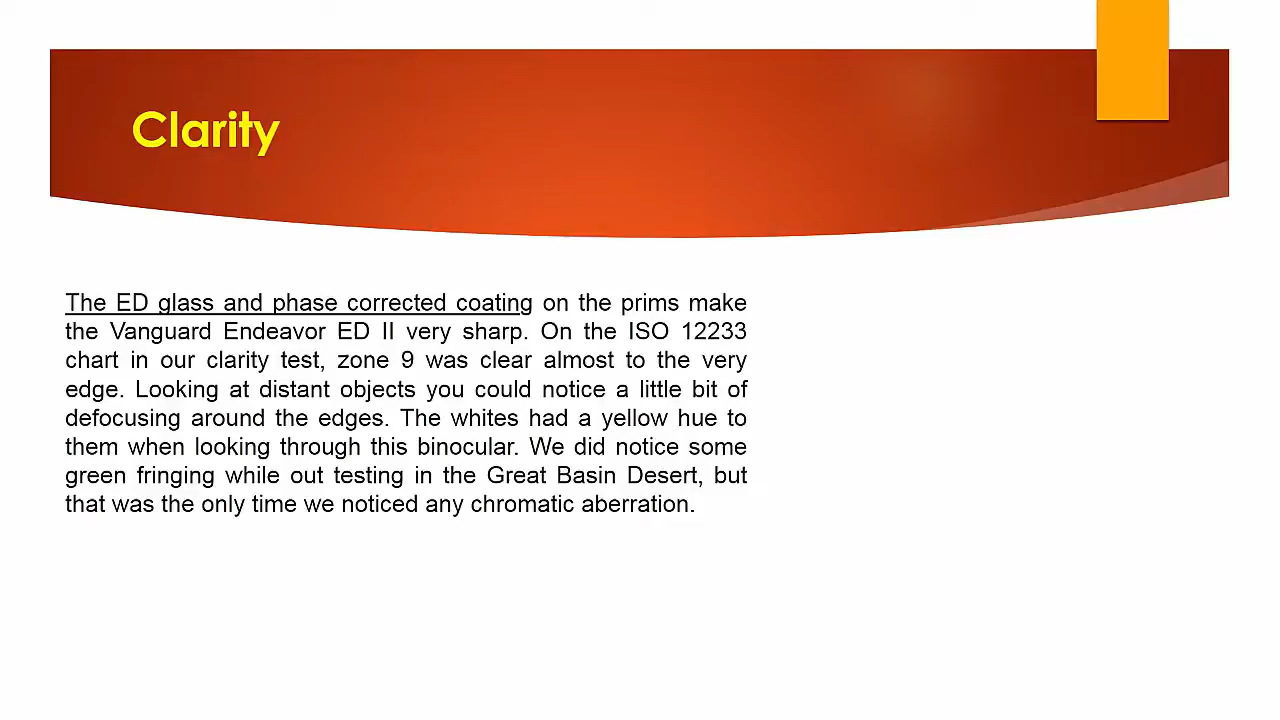 Clarity
The ED glass and phase corrected coating on the prims make
the Vanguard Endeavor ED II very sharp. On the ISO 12233
chart in our clarity test, zone 9 was clear almost to the very
edge. Looking at distant objects you could notice a little bit of
defocusing around the edges. The whites had a yellow hue to
them when looking through this binocular. We did notice some
green fringing while out testing in the Great Basin Desert, but
that was the only time we noticed any chromatic aberration.